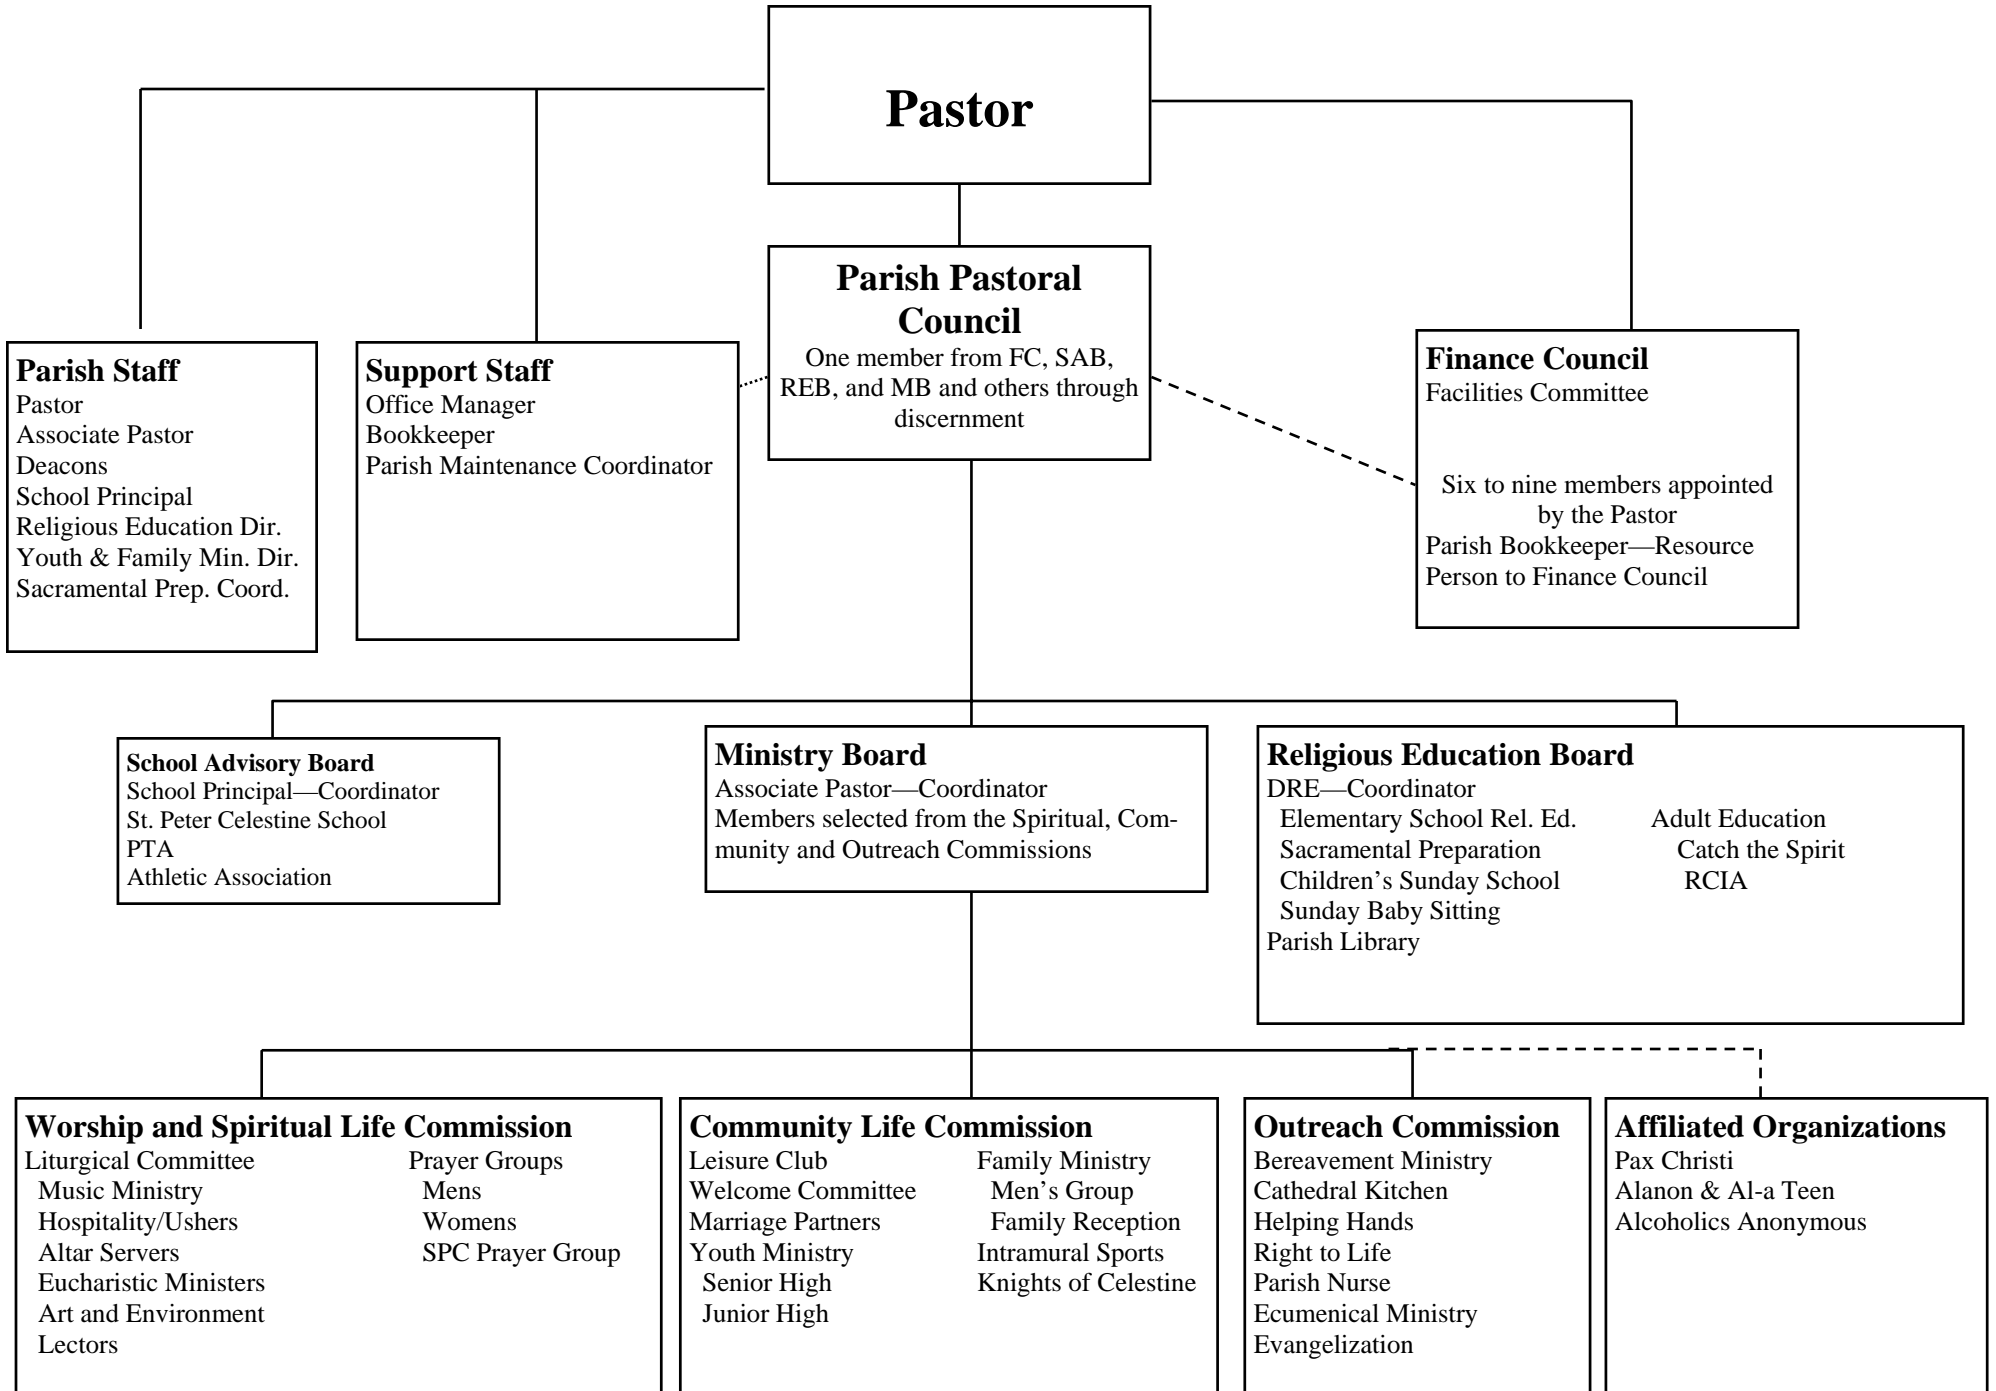 Pastor
Parish Pastoral
Council
One member from FC, SAB,
REB, and MB and others through
discernment
Parish Staff
Pastor
Associate Pastor
Deacons
School Principal
Religious Education Dir.
Youth & Family Min. Dir.
Sacramental Prep. Coord.
Support Staff
Office Manager
Bookkeeper
Parish Maintenance Coordinator
Finance Council
Facilities Committee
Six to nine members appointed
by the Pastor
Parish Bookkeeper—Resource
Person to Finance Council
School Advisory Board
School Principal—Coordinator
St. Peter Celestine School
PTA
Athletic Association
Ministry Board
Associate Pastor—Coordinator
Members selected from the Spiritual, Com-
munity and Outreach Commissions
Religious Education Board
DRE—Coordinator
Elementary School Rel. Ed.
Sacramental Preparation
Children’s Sunday School
Sunday Baby Sitting
Parish Library
Adult Education
Catch the Spirit
RCIA
Worship and Spiritual Life Commission
Liturgical Committee
Music Ministry
Hospitality/Ushers
Altar Servers
Eucharistic Ministers
Art and Environment
Lectors
Prayer Groups
Mens
Womens
SPC Prayer Group
Community Life Commission
Leisure Club
Welcome Committee
Marriage Partners
Youth Ministry
Senior High
Junior High
Family Ministry
Men’s Group
Family Reception
Intramural Sports
Knights of Celestine
Outreach Commission
Bereavement Ministry
Cathedral Kitchen
Helping Hands
Right to Life
Parish Nurse
Ecumenical Ministry
Evangelization
Affiliated Organizations
Pax Christi
Alanon & Al-a Teen
Alcoholics Anonymous